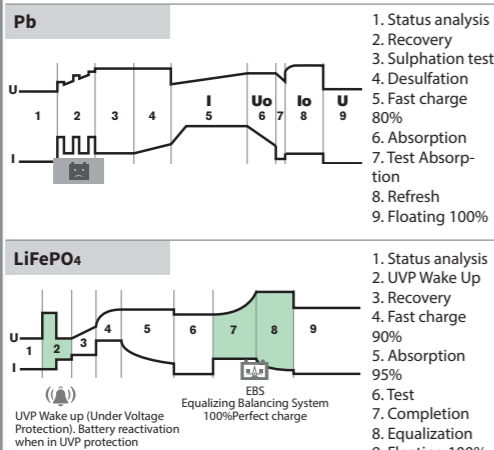 Pb
U
I
1
2
3
4
I
5
Uo
6
7
Io
8
U
9
1. Status analysis
2. Recovery
3. Sulphation test
4. Desulfation
5. Fast charge
80%
6. Absorption
7. Test Absorp-
tion
8. Refresh
9. Floating 100%
LiFePO4
U
I
1
2
3
4
5
6
7
8
9
UVP Wake up (Under Voltage
Protection). Battery reactivation
when in UVP protection
EBS
Equalizing Balancing System
100%Perfect charge
1. Status analysis
2. UVP Wake Up
3. Recovery
4. Fast charge
90%
5. Absorption
95%
6. Test
7. Completion
8. Equalization
9. Floating 100%